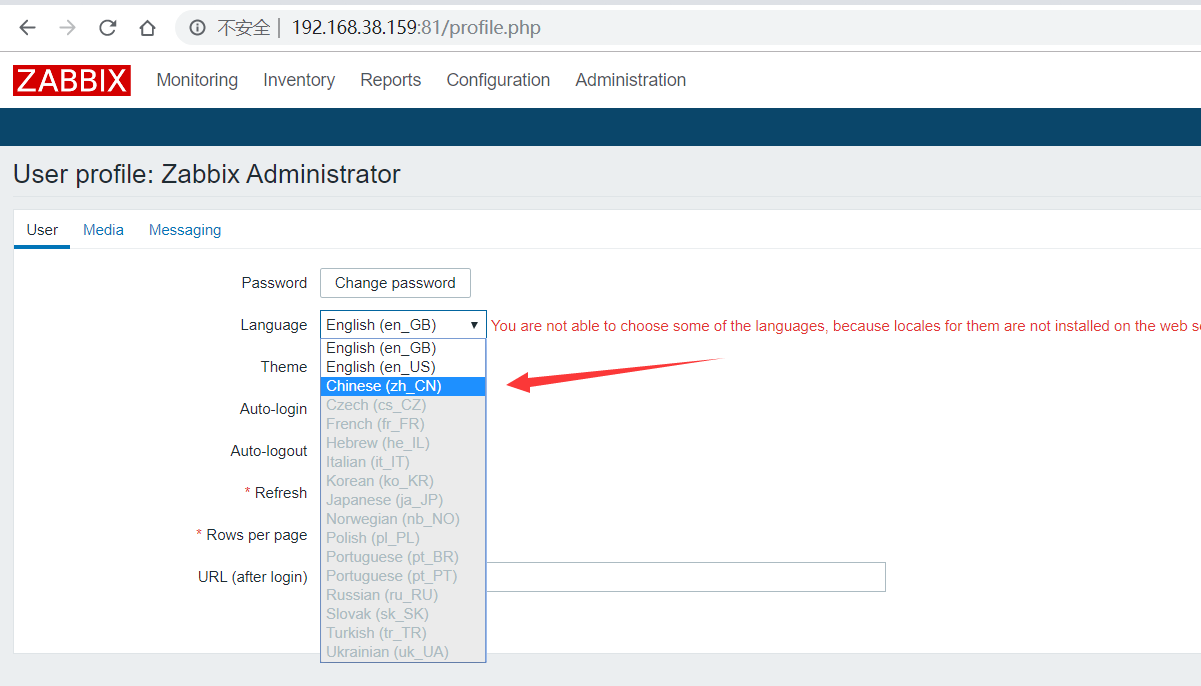 不安全 | 192.168.38.159:81/profile.php
ZABBIX Monitoring Inventory Reports Configuration Administration
User profile: Zabbix Administrator
User Media Messaging
Password Change password
Language English (en_GB) ▼ You are not able to choose some of the languages, because locales for them are not installed on the web
English (en_GB)
Theme English (en_US)
Chinese (zh_CN)
Auto-login Czech (cs_CZ)
French (fr_FR)
Auto-logout Hebrew (he_IL)
Italian (it_IT)
Korean (ko_KR)
* Refresh Japanese (ja_JP)
Norwegian (nb_NO)
* Rows per page Polish (pl_PL)
Portuguese (pt_BR)
URL (after login) Portuguese (pt_PT)
Russian (ru_RU)
Slovak (sk_SK)
Turkish (tr_TR)
Ukrainian (uk_UA)